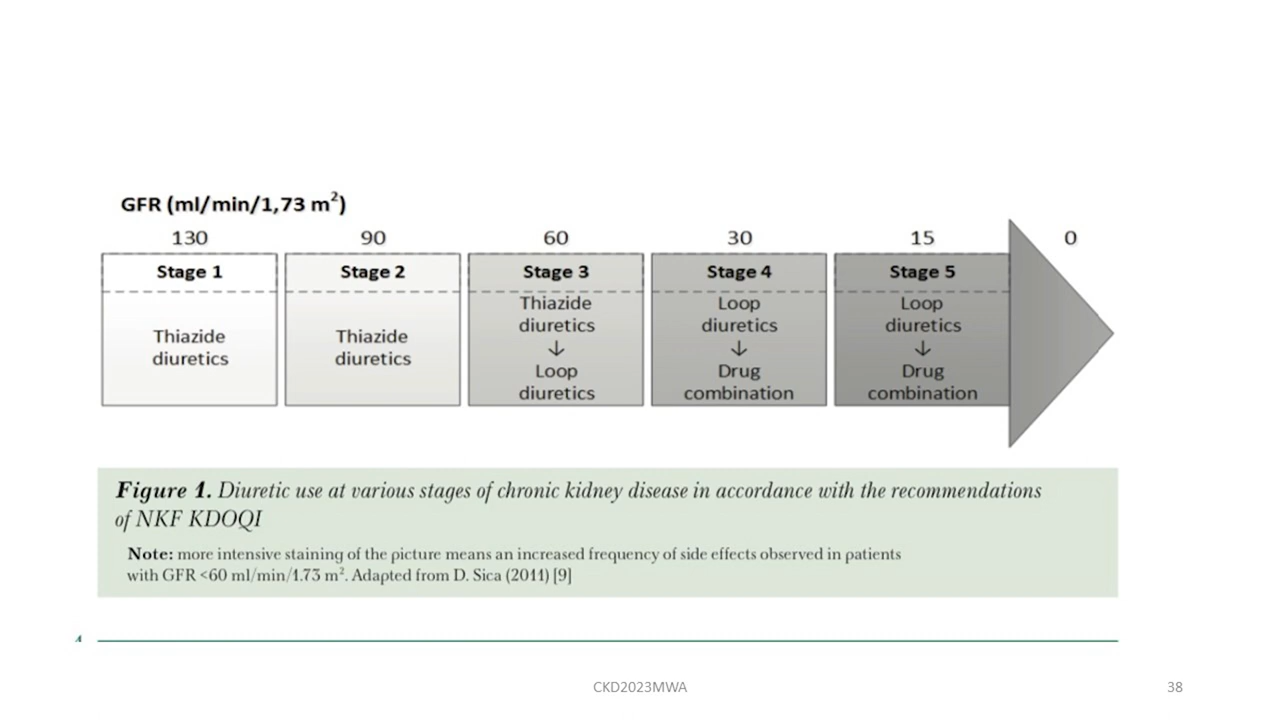 GFR (ml/min/1,73 m²)
130 90 60 30 15 0
Stage 1
Thiazide
diuretics
Stage 2
Thiazide
diuretics
Stage 3
Thiazide
diuretics
↓
Loop
diuretics
Stage 4
Loop
diuretics
↓
Drug
combination
Stage 5
Loop
diuretics
↓
Drug
combination
Figure 1. Diuretic use at various stages of chronic kidney disease in accordance with the recommendations
of NKF KDOQI
Note: more intensive staining of the picture means an increased frequency of side effects observed in patients
with GFR <60 ml/min/1.73 m². Adapted from D. Sica (2011) [9]
CKD2023MWA
38